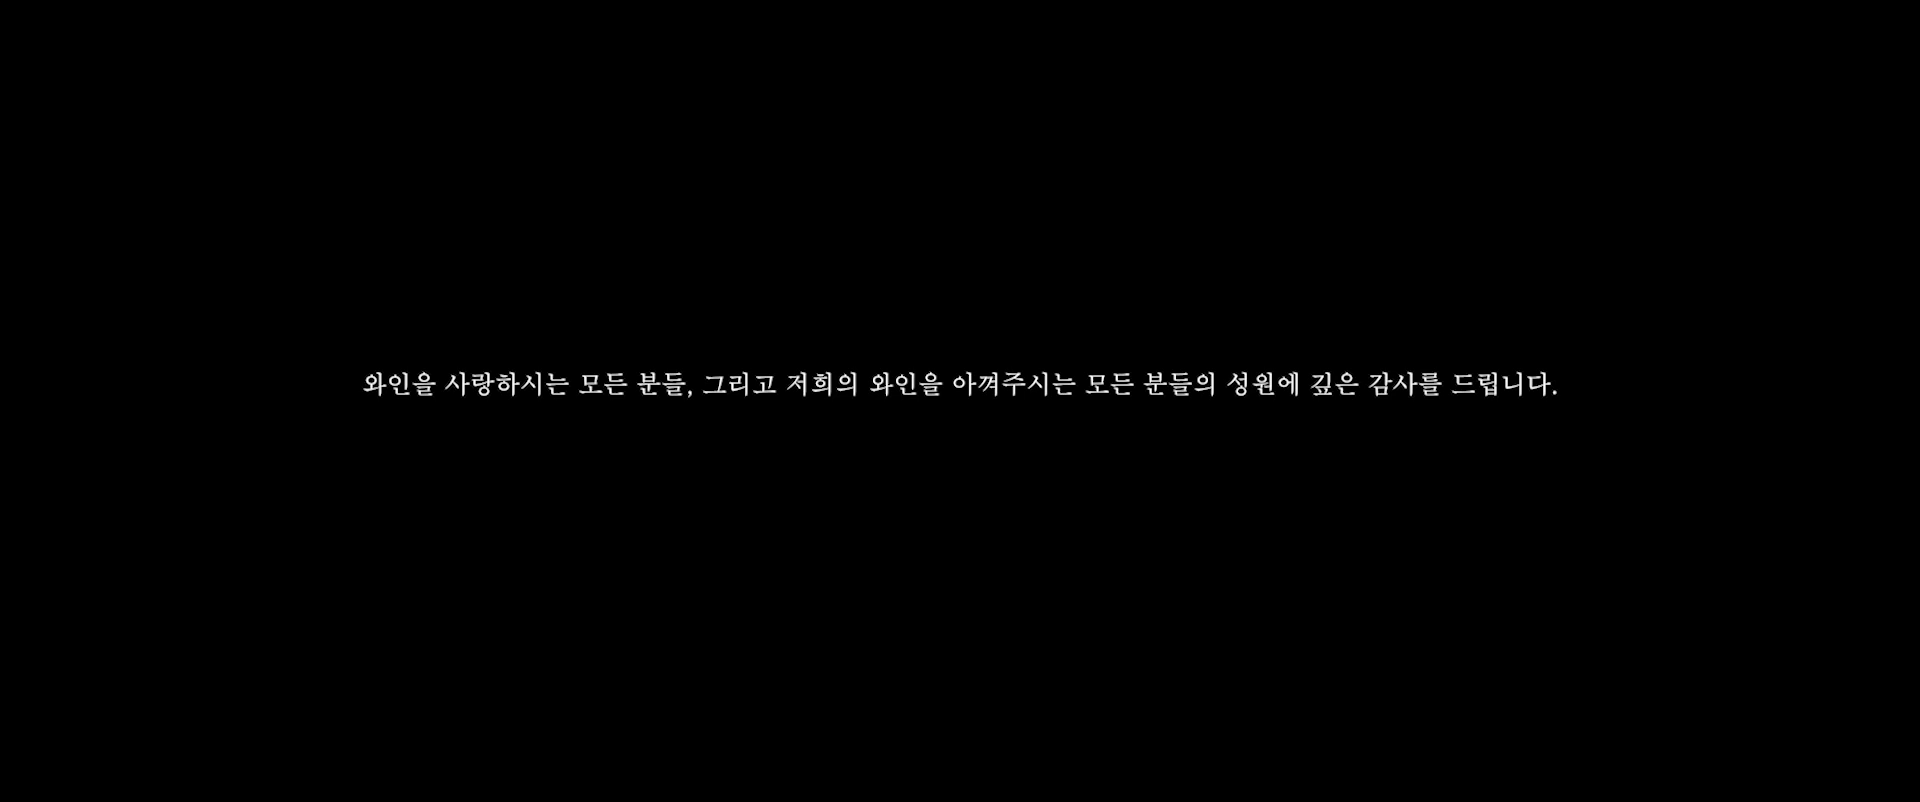 와인을 사랑하시는 모든 분들, 그리고 저희의 와인을 아껴주시는 모든 분들의 성원에 깊은 감사를 드립니다.